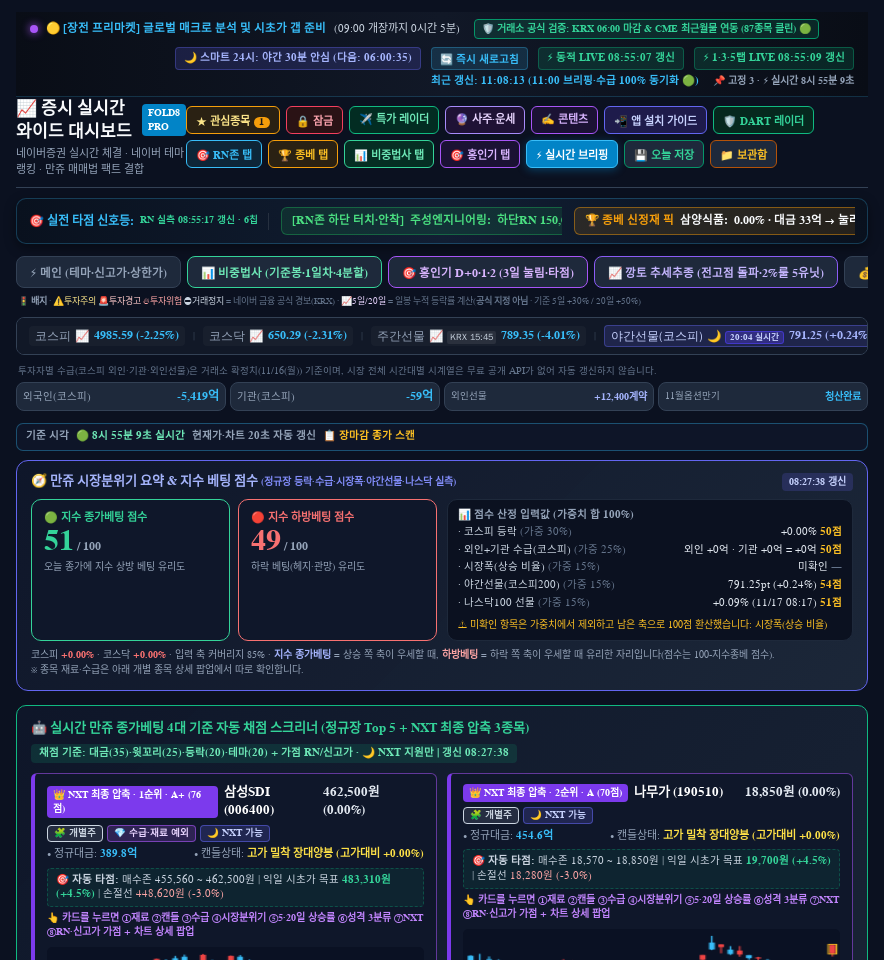 🟡 [장전 프리마켓] 글로벌 매크로 분석 및 시초가 갭 준비 (09:00 개장까지 0시간 5분) 🛡️ 거래소 공식 검증: KRX 06:00 마감 & CME 최근월물 연동 (87종목 클린) 🟢
🌙 스마트 24시: 야간 30분 안심 (다음: 06:00:35) 🔄 즉시 새로고침 ⚡ 동적 LIVE 08:55:07 갱신 ⚡ 1·3·5탭 LIVE 08:55:09 갱신
최근 갱신: 11:08:13 (11:00 브리핑·수급 100% 동기화 🟢) 📌 고정 3 · ⚡ 실시간 8시 55분 9초
📈 증시 실시간 와이드 대시보드 FOLD8 PRO
★ 관심종목 1 🔒 잠금 ✈️ 특가 레이더 🔮 사주·운세 ✍️ 콘텐츠 📲 앱 설치 가이드 🛡️ DART 레이더
네이버증권 실시간 체결 · 네이버 테마
랭킹 · 만쥬 매매법 팩트 결합
🎯 RN존 탭 🏆 종베 탭 📊 비중법사 탭 🎯 홍인기 탭 ⚡ 실시간 브리핑 💾 오늘 저장 📁 보관함
🎯 실전 타점 신호등: RN 실측 08:55:17 갱신 · 6칩 [RN존 하단 터치·안착] 주성엔지니어링: 하단RN 150, 🏆 종베 신정재 픽 삼양식품: 0.00% · 대금 33억 → 눌
⚡ 메인 (테마·신고가·상한가) 📊 비중법사 (기준봉·1일차·4분할) 🎯 홍인기 D+0·1·2 (3일 눌림·타점) 📈 깡토 추세추종 (전고점 돌파·2%룰 5유닛)
🚦 배지 · ⚠️투자주의 🚨투자경고 ⛔투자위험 ⛔거래정지 = 네이버 금융 공식 경보(KRX) · 📈5일/20일 = 일봉 누적 등락률 계산(공식 지정 아님 · 기준 5일 +30% / 20일 +50%)
코스피 📈 4985.59 (-2.25%) 코스닥 📈 650.29 (-2.31%) 주간선물 📈 KRX 15:45 789.35 (-4.01%) 야간선물(코스피) 🌙 20:04 실시간 791.25 (+0.24%
투자자별 수급(코스피 외인·기관·외인선물)은 거래소 확정치(11/16(월)) 기준이며, 시장 전체 시간대별 시계열은 무료 공개 API가 없어 자동 갱신하지 않습니다.
외국인(코스피) -5,419억 기관(코스피) -59억 외인선물 +12,400계약 11월옵션만기 청산완료
기준 시각 🟢 8시 55분 9초 실시간 현재가·차트 20초 자동 갱신 📋 장마감 종가 스캔
🧭 만쥬 시장분위기 요약 & 지수 베팅 점수 (정규장 등락·수급·시장폭·야간선물·나스닥 실측) 08:27:38 갱신
🟢 지수 종가베팅 점수
51 / 100
오늘 종가에 지수 상방 베팅 유리도
🔴 지수 하방베팅 점수
49 / 100
하락 베팅(헤지·관망) 유리도
📊 점수 산정 입력값 (가중치 합 100%)
· 코스피 등락 (가중 30%) +0.00% 50점
· 외인+기관 수급(코스피) (가중 25%) 외인 +0억 · 기관 +0억 = +0억 50점
· 시장폭(상승 비율) (가중 15%) 미확인 —
· 야간선물(코스피200) (가중 15%) 791.25pt (+0.24%) 54점
· 나스닥100 선물 (가중 15%) +0.09% (11/17 08:17) 51점
⚠ 미확인 항목은 가중치에서 제외하고 남은 축으로 100점 환산했습니다: 시장폭(상승 비율)
코스피 +0.00% · 코스닥 +0.00% · 입력 축 커버리지 85% · 지수 종가베팅 = 상승 쪽 축이 우세할 때, 하방베팅 = 하락 쪽 축이 우세할 때 유리한 자리입니다(점수는 100-지수종베 점수).
※ 종목 재료·수급은 아래 개별 종목 상세 팝업에서 따로 확인합니다.
🤖 실시간 만쥬 종가베팅 4대 기준 자동 채점 스크리너 (정규장 Top 5 + NXT 최종 압축 3종목)
채점 기준: 대금(35)·윗꼬리(25)·등락(20)·테마(20) + 가점 RN/신고가 · 🌙 NXT 지원만 | 갱신 08:27:38
👑 NXT 최종 압축 · 1순위 · A+ (76점) 삼성SDI (006400) 462,500원 (0.00%)
🧩 개별주 💎 수급·재료 예외 🌙 NXT 가능
• 정규대금: 389.8억 • 캔들상태: 고가 밀착 장대양봉 (고가대비 +0.00%)
🎯 자동 타점: 매수존 455,560 ~ 462,500원 | 익일 시초가 목표 483,310원
(+4.5%) | 손절선 448,620원 (-3.0%)
👆 카드를 누르면 ①재료 ②캔들 ③수급 ④시장분위기 ⑤5·20일 상승률 ⑥성격 3분류 ⑦NXT
⑧RN·신고가 가점 + 차트 상세 팝업
👑 NXT 최종 압축 · 2순위 · A (70점) 나무가 (190510) 18,850원 (0.00%)
🧩 개별주 🌙 NXT 가능
• 정규대금: 454.6억 • 캔들상태: 고가 밀착 장대양봉 (고가대비 +0.00%)
🎯 자동 타점: 매수존 18,570 ~ 18,850원 | 익일 시초가 목표 19,700원 (+4.5%)
| 손절선 18,280원 (-3.0%)
👆 카드를 누르면 ①재료 ②캔들 ③수급 ④시장분위기 ⑤5·20일 상승률 ⑥성격 3분류 ⑦NXT
⑧RN·신고가 가점 + 차트 상세 팝업